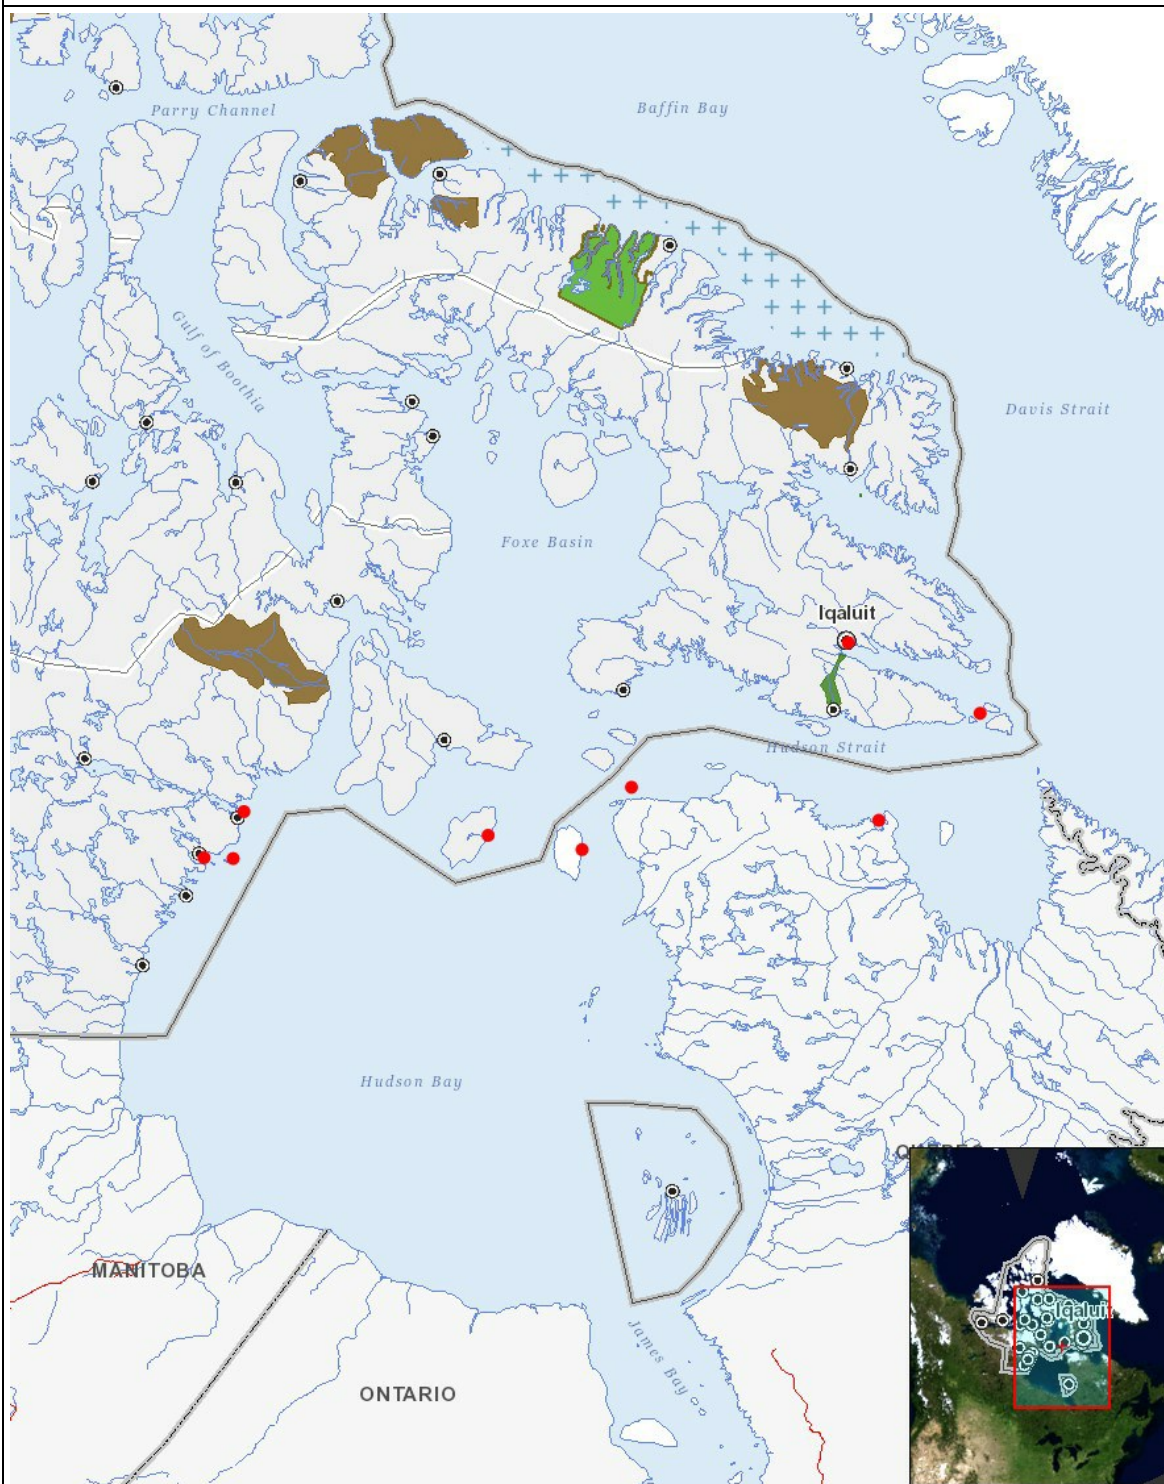 Parry Channel
Baffin Bay
Gulf of Boothia
Davis Strait
Foxe Basin
Iqaluit
Hudson Strait
Hudson Bay
MANITOBA
James Bay
ONTARIO
Iqaluit